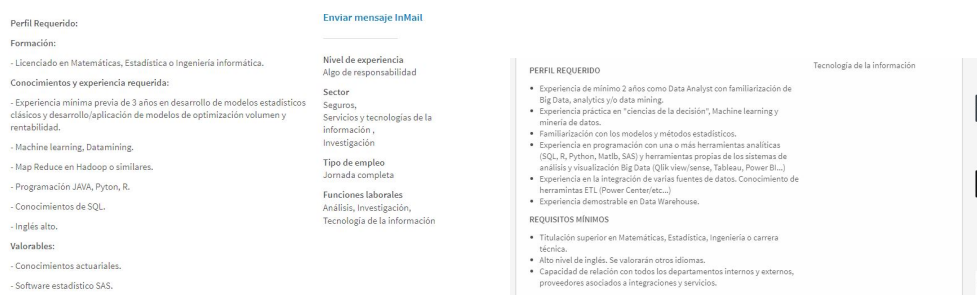 Perfil Requerido:
Formación:
- Licenciado en Matemáticas, Estadística o Ingeniería informática.
Conocimientos y experiencia requerida:
- Experiencia mínima previa de 3 años en desarrollo de modelos estadísticos
clásicos y desarrollo/aplicación de modelos de optimización volumen y
rentabilidad.
- Machine learning, Datamining.
- Map Reduce en Hadoop o similares.
- Programación JAVA, Pyton, R.
- Conocimientos de SQL.
- Inglés alto.
Valorables:
- Conocimientos actuariales.
- Software estadístico SAS.
Enviar mensaje InMail
Nivel de experiencia
Algo de responsabilidad
Sector
Seguros,
Servicios y tecnologías de la
información ,
Investigación
Tipo de empleo
Jornada completa
Funciones laborales
Análisis, Investigación,
Tecnología de la información
PERFIL REQUERIDO
• Experiencia de mínimo 2 años como Data Analyst con familiarización de
Big Data, analytics y/o data mining.
• Experiencia práctica en "ciencias de la decisión", Machine learning y
minería de datos.
• Familiarización con los modelos y métodos estadísticos.
• Experiencia en programación con una o más herramientas analíticas
(SQL, R, Python, Matlb, SAS) y herramientas propias de los sistemas de
análisis y visualización Big Data (Qlik view/sense, Tableau, Power BI...)
• Experiencia en la integración de varias fuentes de datos. Conocimiento de
herramintas ETL (Power Center/etc...)
• Experiencia demostrable en Data Warehouse.
REQUISITOS MÍNIMOS
• Titulación superior en Matemáticas, Estadística, Ingeniería o carrera
técnica.
• Alto nivel de inglés. Se valorarán otros idiomas.
• Capacidad de relación con todos los departamentos internos y externos,
proveedores asociados a integraciones y servicios.
Tecnología de la información